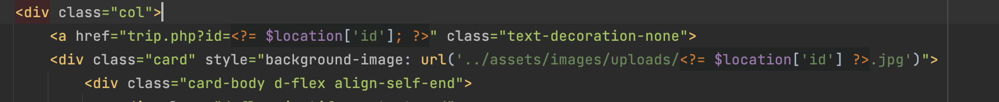 <div class="col">
<a href="trip.php?id=<?= $location['id']; ?>" class="text-decoration-none">
<div class="card" style="background-image: url('../assets/images/uploads/<?= $location['id'] ?>.jpg')">
<div class="card-body d-flex align-self-end">